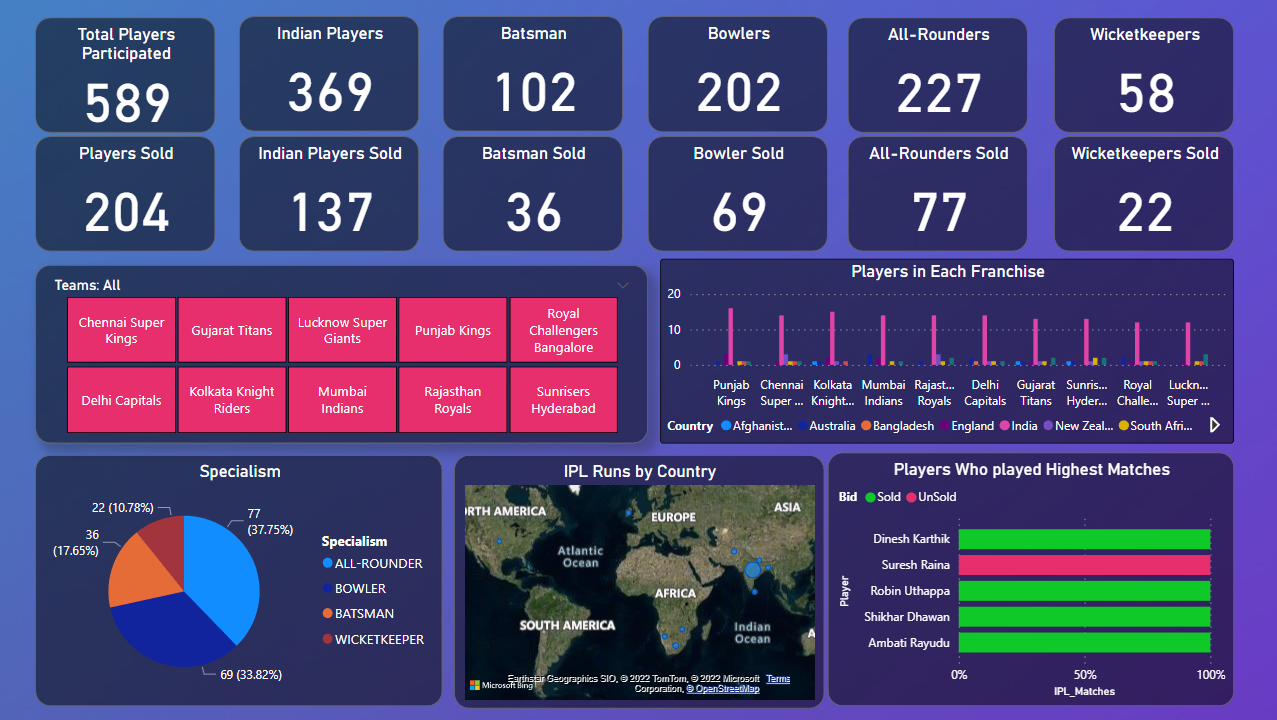 Total Players
Participated
589
Indian Players
369
Batsman
102
Bowlers
202
All-Rounders
227
Wicketkeepers
58
Players Sold
204
Indian Players Sold
137
Batsman Sold
36
Bowler Sold
69
All-Rounders Sold
77
Wicketkeepers Sold
22
Teams: All
Chennai Super
Kings
Gujarat Titans
Lucknow Super
Giants
Punjab Kings
Royal
Challengers
Bangalore
Delhi Capitals
Kolkata Knight
Riders
Mumbai
Indians
Rajasthan
Royals
Sunrisers
Hyderabad
Players in Each Franchise
20
10
0
Punjab
Kings
Chennai
Super ...
Kolkata
Knight...
Mumbai
Indians
Rajast...
Royals
Delhi
Capitals
Gujarat
Titans
Sunris...
Hyder...
Royal
Challe...
Luckn...
Super ...
Country Afghanist... Australia Bangladesh England India New Zeal... South Afri...
Specialism
22 (10.78%)
36
(17.65%)
77
(37.75%)
69 (33.82%)
Specialism
ALL-ROUNDER
BOWLER
BATSMAN
WICKETKEEPER
IPL Runs by Country
ORTH AMERICA
EUROPE
ASIA
Atlantic
Ocean
AFRICA
SOUTH AMERICA
Indian
Ocean
A
Microsoft Bing
Earthstar Geographics SIO, © 2022 TomTom, © 2022 Microsoft
Corporation, © OpenStreetMap
Terms
Players Who played Highest Matches
Bid Sold UnSold
Player
Dinesh Karthik
Suresh Raina
Robin Uthappa
Shikhar Dhawan
Ambati Rayudu
0% 50% 100%
IPL_Matches